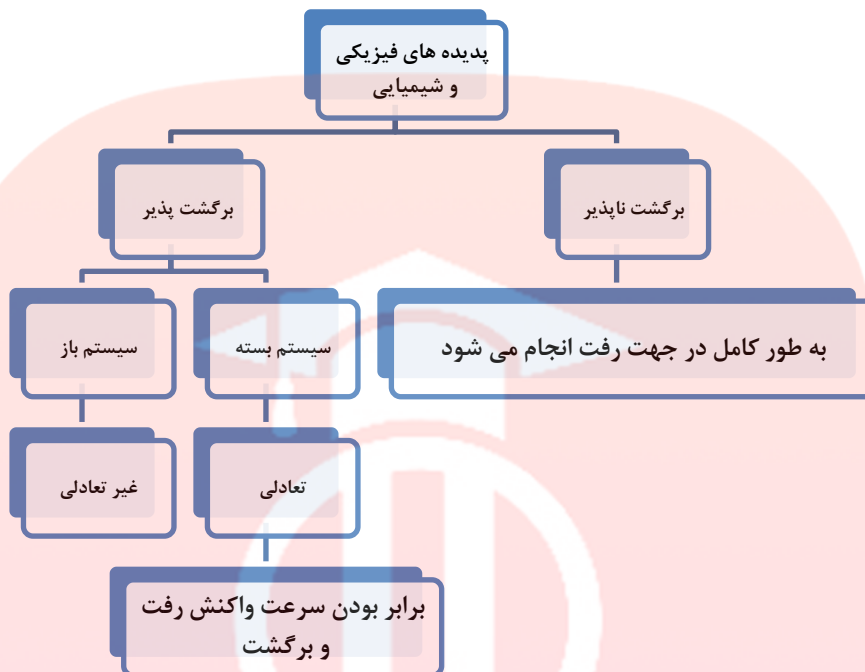 پدیده های فیزیکی
و شیمیایی
برگشت ناپذیر
برگشت پذیر
به طور کامل در جهت رفت انجام می شود
سیستم بسته
سیستم باز
تعادلی
غیر تعادلی
برابر بودن سرعت واکنش رفت
و برگشت